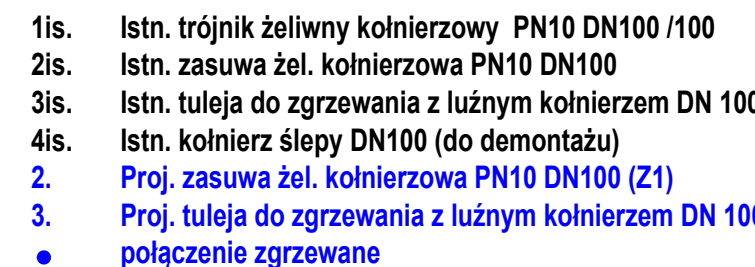 1is. Istn. trójnik żeliwny kołnierzowy PN10 DN100 /100
2is. Istn. zasuwa żel. kołnierzowa PN10 DN100
3is. Istn. tuleja do zgrzewania z luźnym kołnierzem DN 100
4is. Istn. kołnierz ślepy DN100 (do demontażu)
2. Proj. zasuwa żel. kołnierzowa PN10 DN100 (Z1)
3. Proj. tuleja do zgrzewania z luźnym kołnierzem DN 100
● połączenie zgrzewane